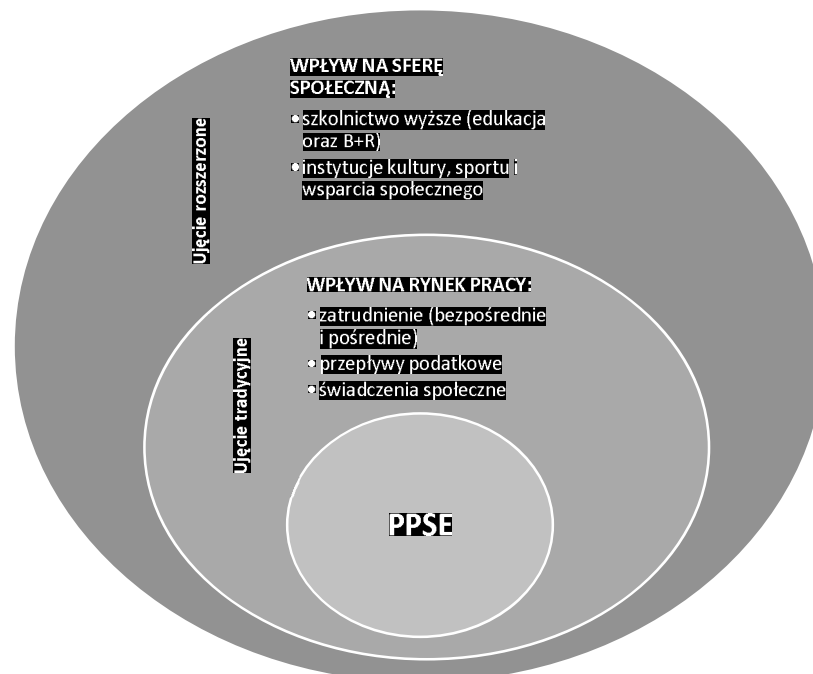 WPŁYW NA SFERĘ
SPOŁECZNĄ:
• szkolnictwo wyższe (edukacja
oraz B+R)
• instytucje kultury, sportu i
wsparcia społecznego
Ujęcie rozszerzone
WPŁYW NA RYNEK PRACY:
• zatrudnienie (bezpośrednie
i pośrednie)
• przepływy podatkowe
• świadczenia społeczne
Ujęcie tradycyjne
PPSE